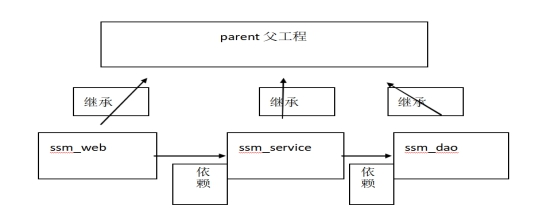 parent 父工程
继承
继承
继承
ssm_web
ssm_service
ssm_dao
依
赖
依
赖